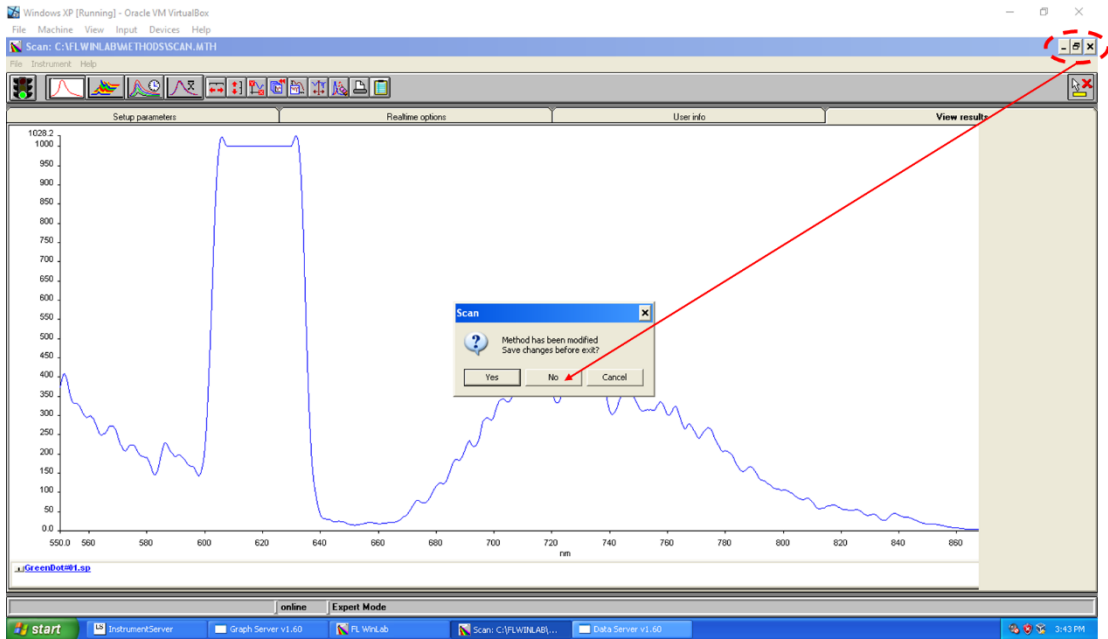 Windows XP [Running] - Oracle VM VirtualBox
File Machine View Input Devices Help
Scan: C:\FLWINLAB\METHODS\SCAN.MTH
File Instrument Help
Setup parameters Realtime options User info View results
1028.2
1000
950
900
850
800
750
700
650
600
550
500
450
400
350
300
250
200
150
100
50
0.0
550.0 560 580 600 620 640 660 680 700 720 740 760 780 800 820 840 860
nm
Scan
Method has been modified
Save changes before exit?
Yes No Cancel
GreenDot#01.sp
online Expert Mode
start InstrumentServer Graph Server v1.60 FL WinLab Scan: C:\FLWINLAB\... Data Server v1.60 3:43 PM